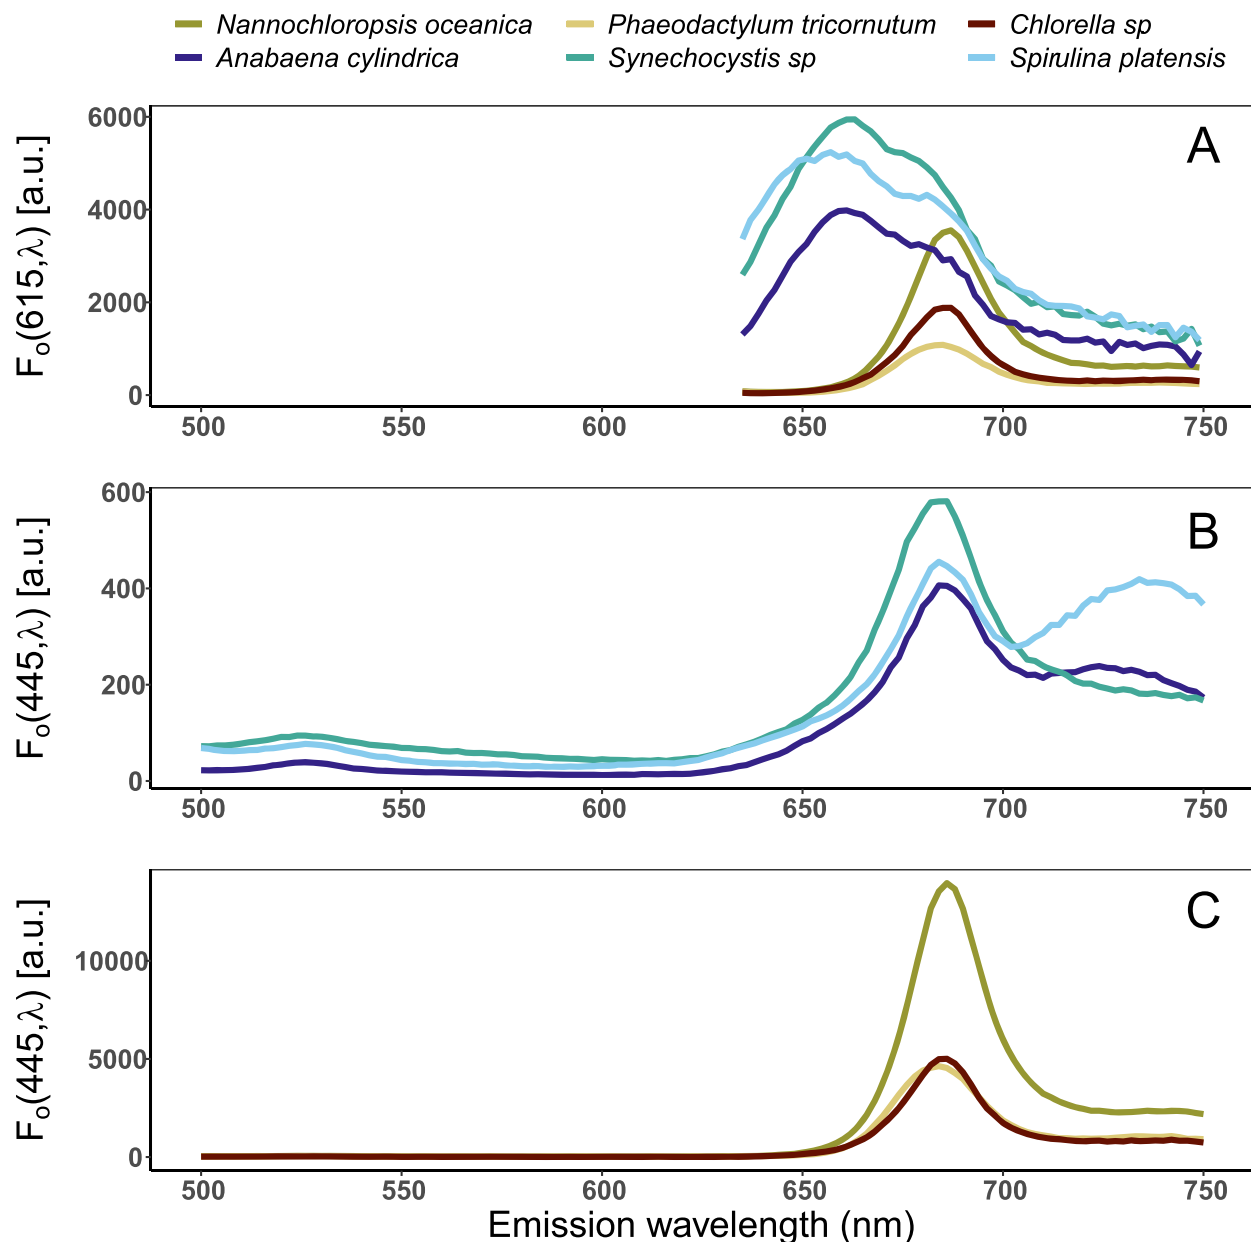 Nannochloropsis oceanica Phaeodactylum tricornutum Chlorella sp
Anabaena cylindrica Synechocystis sp Spirulina platensis
A
Fo(615,λ) [a.u.]
6000
4000
2000
0
500 550 600 650 700 750
B
Fo(445,λ) [a.u.]
600
400
200
0
500 550 600 650 700 750
C
Fo(445,λ) [a.u.]
10000
5000
0
500 550 600 650 700 750
Emission wavelength (nm)